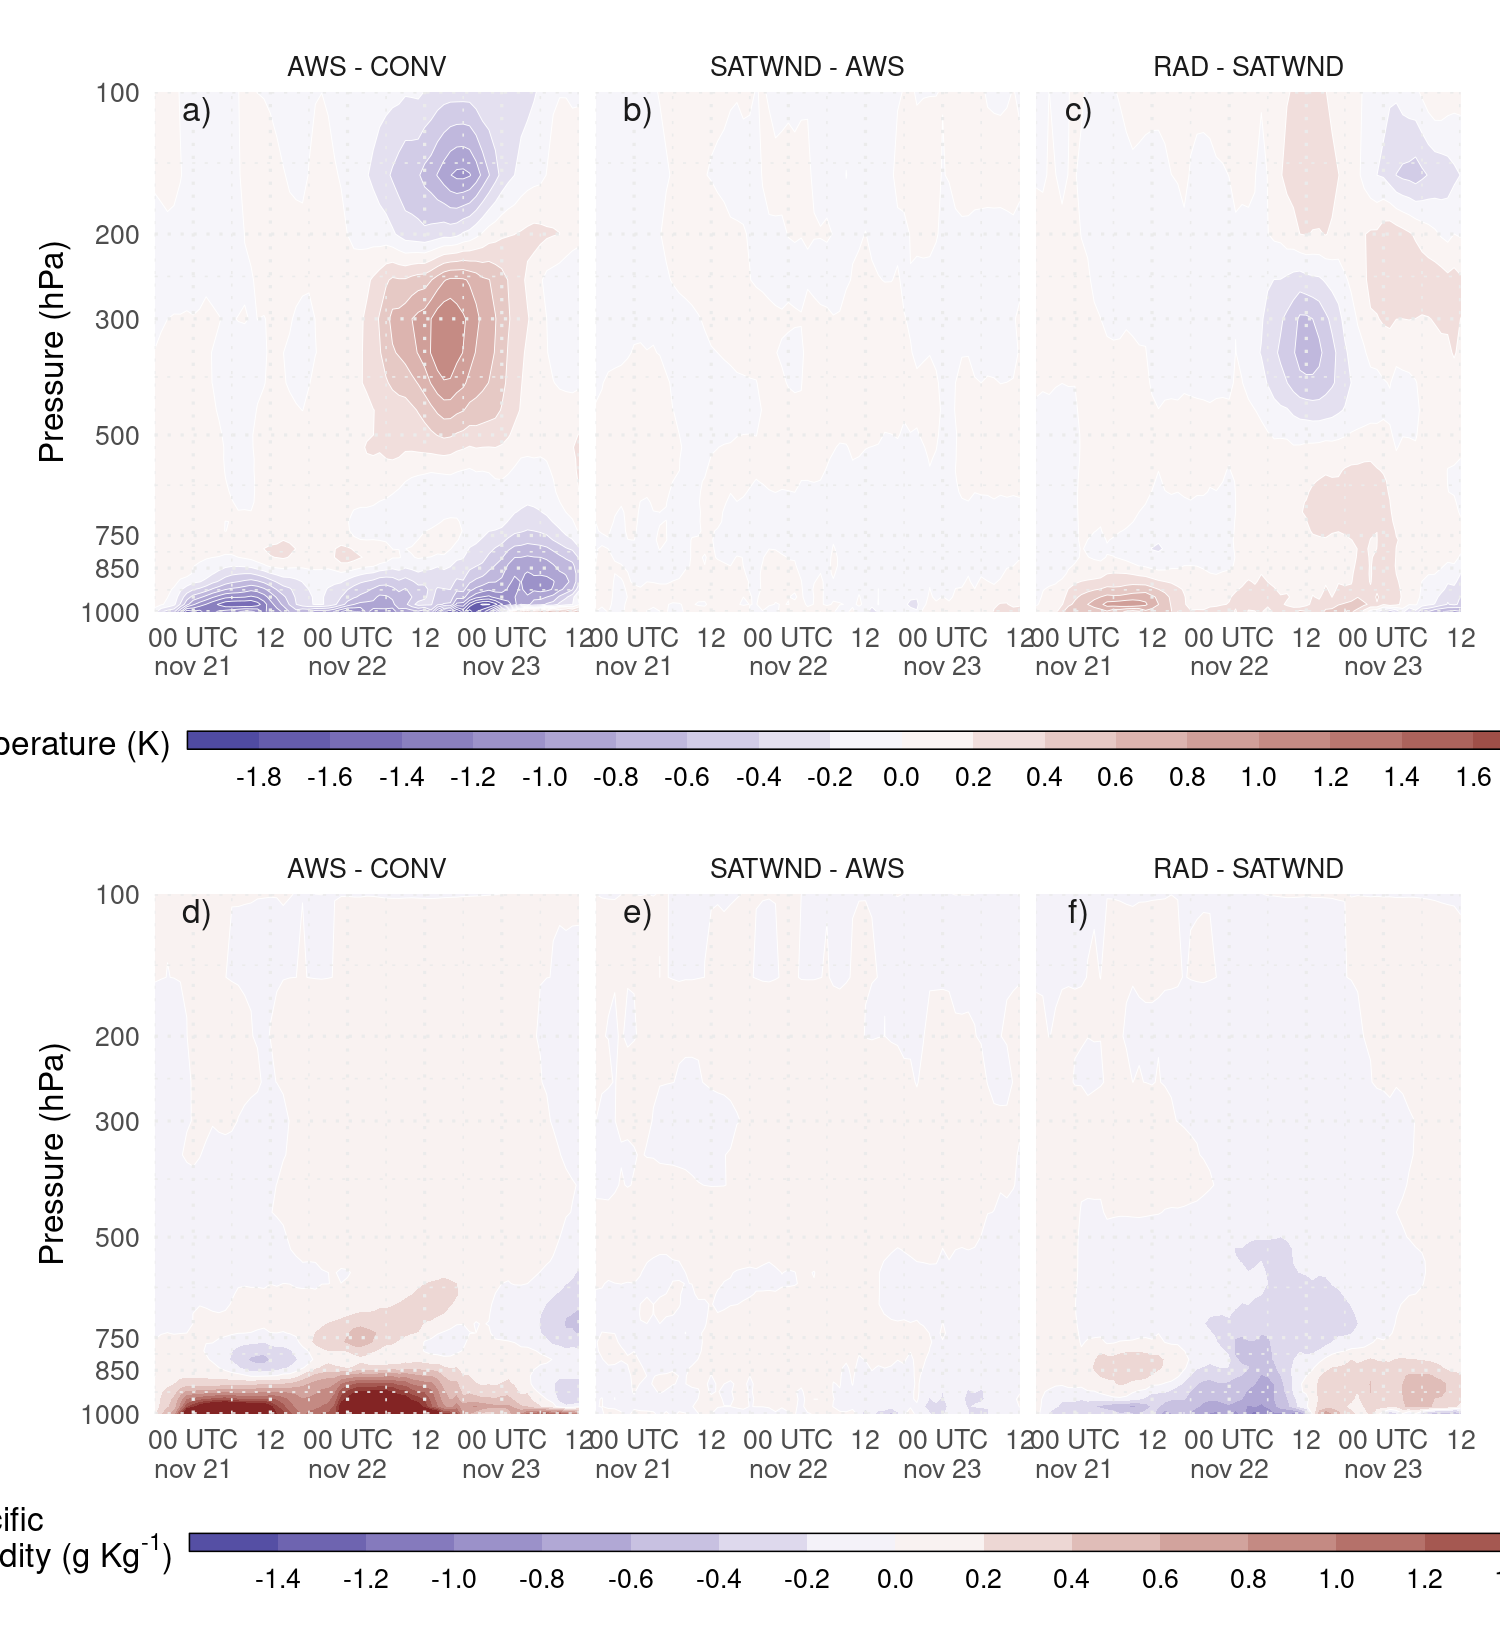 AWS - CONV SATWND - AWS RAD - SATWND
a) b) c)
Pressure (hPa)
100
200
300
500
750
850
1000
00 UTC 12 00 UTC 12 00 UTC 12 00 UTC 12 00 UTC 12 00 UTC 12 00 UTC 12 00 UTC 12 00 UTC 12
nov 21 nov 22 nov 23 nov 21 nov 22 nov 23 nov 21 nov 22 nov 23
perature (K)
-1.8 -1.6 -1.4 -1.2 -1.0 -0.8 -0.6 -0.4 -0.2 0.0 0.2 0.4 0.6 0.8 1.0 1.2 1.4 1.6
AWS - CONV SATWND - AWS RAD - SATWND
d) e) f)
Pressure (hPa)
100
200
300
500
750
850
1000
00 UTC 12 00 UTC 12 00 UTC 12 00 UTC 12 00 UTC 12 00 UTC 12 00 UTC 12 00 UTC 12 00 UTC 12
nov 21 nov 22 nov 23 nov 21 nov 22 nov 23 nov 21 nov 22 nov 23
ific
dity (g Kg⁻¹)
-1.4 -1.2 -1.0 -0.8 -0.6 -0.4 -0.2 0.0 0.2 0.4 0.6 0.8 1.0 1.2